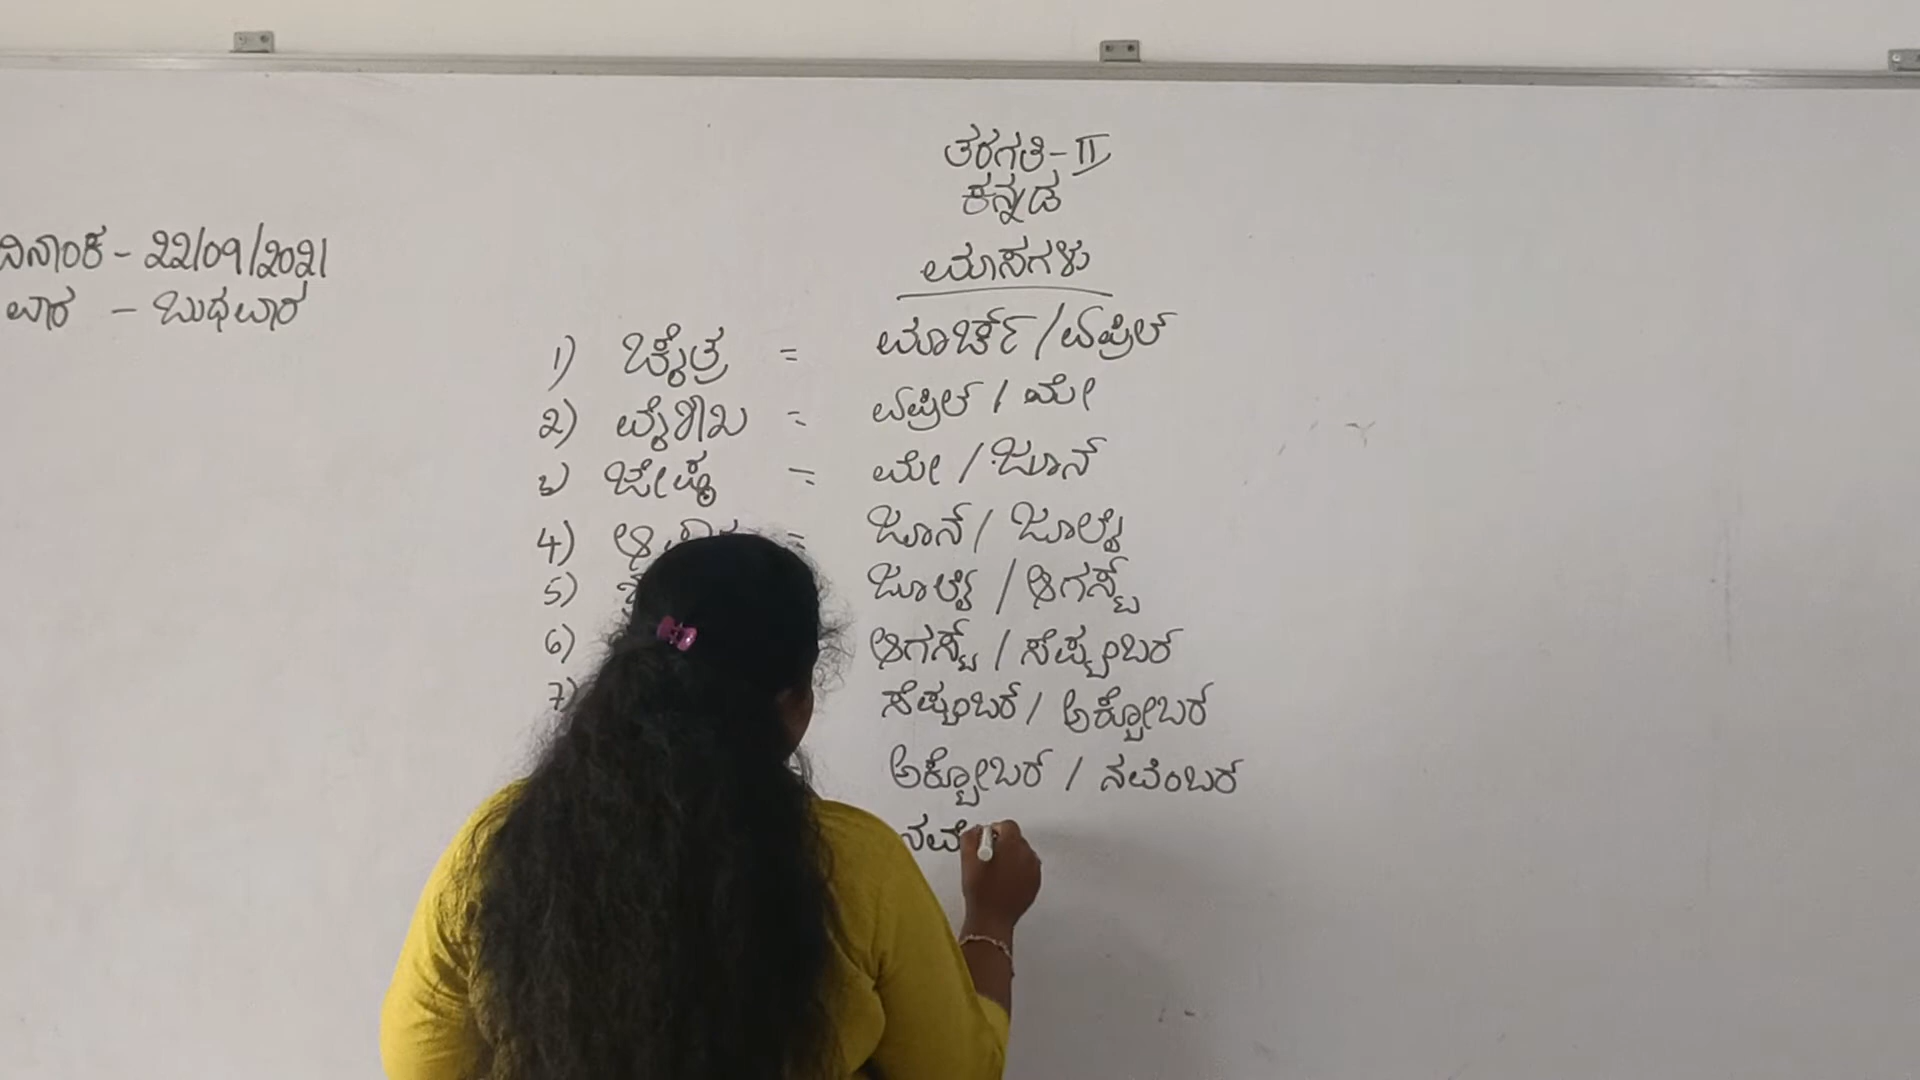 ತರಗತಿ-II
ಕನ್ನಡ
ದಿನಾಂಕ - 22/09/2021
ವಾರ - ಬುಧವಾರ
ಮಾಸಗಳು
1) ಚೈತ್ರ = ಮಾರ್ಚ್ / ಏಪ್ರಿಲ್
2) ವೈಶಾಖ = ಏಪ್ರಿಲ್ / ಮೇ
3) ಜೇಷ್ಠ = ಮೇ / ಜೂನ್
4) = ಜೂನ್ / ಜೂಲೈ
5) ಜೂಲೈ / ಆಗಸ್ಟ್
6) ಆಗಸ್ಟ್ / ಸೆಪ್ಟಂಬರ್
7) ಸೆಪ್ಟಂಬರ್ / ಅಕ್ಟೋಬರ್
ಅಕ್ಟೋಬರ್ / ನವೆಂಬರ್
ನವೆ